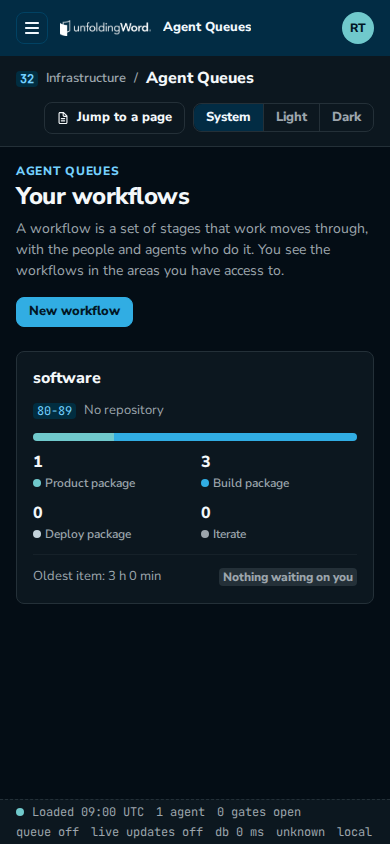 unfoldingWord. Agent Queues RT
32 Infrastructure / Agent Queues
Jump to a page System Light Dark
AGENT QUEUES
Your workflows
A workflow is a set of stages that work moves through,
with the people and agents who do it. You see the
workflows in the areas you have access to.
New workflow
software
80-89 No repository
1 3
Product package Build package
0 0
Deploy package Iterate
Oldest item: 3 h 0 min Nothing waiting on you
Loaded 09:00 UTC 1 agent 0 gates open
queue off live updates off db 0 ms unknown local